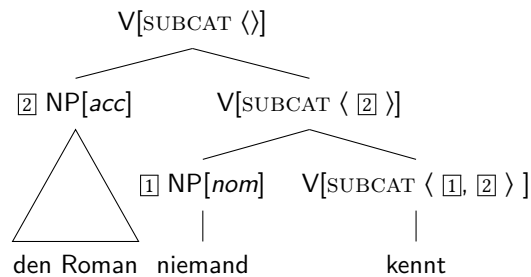 V[SUBCAT ⟨⟩]
2 NP[acc] V[SUBCAT ⟨ 2 ⟩]
1 NP[nom] V[SUBCAT ⟨ 1, 2 ⟩ ]
den Roman niemand kennt